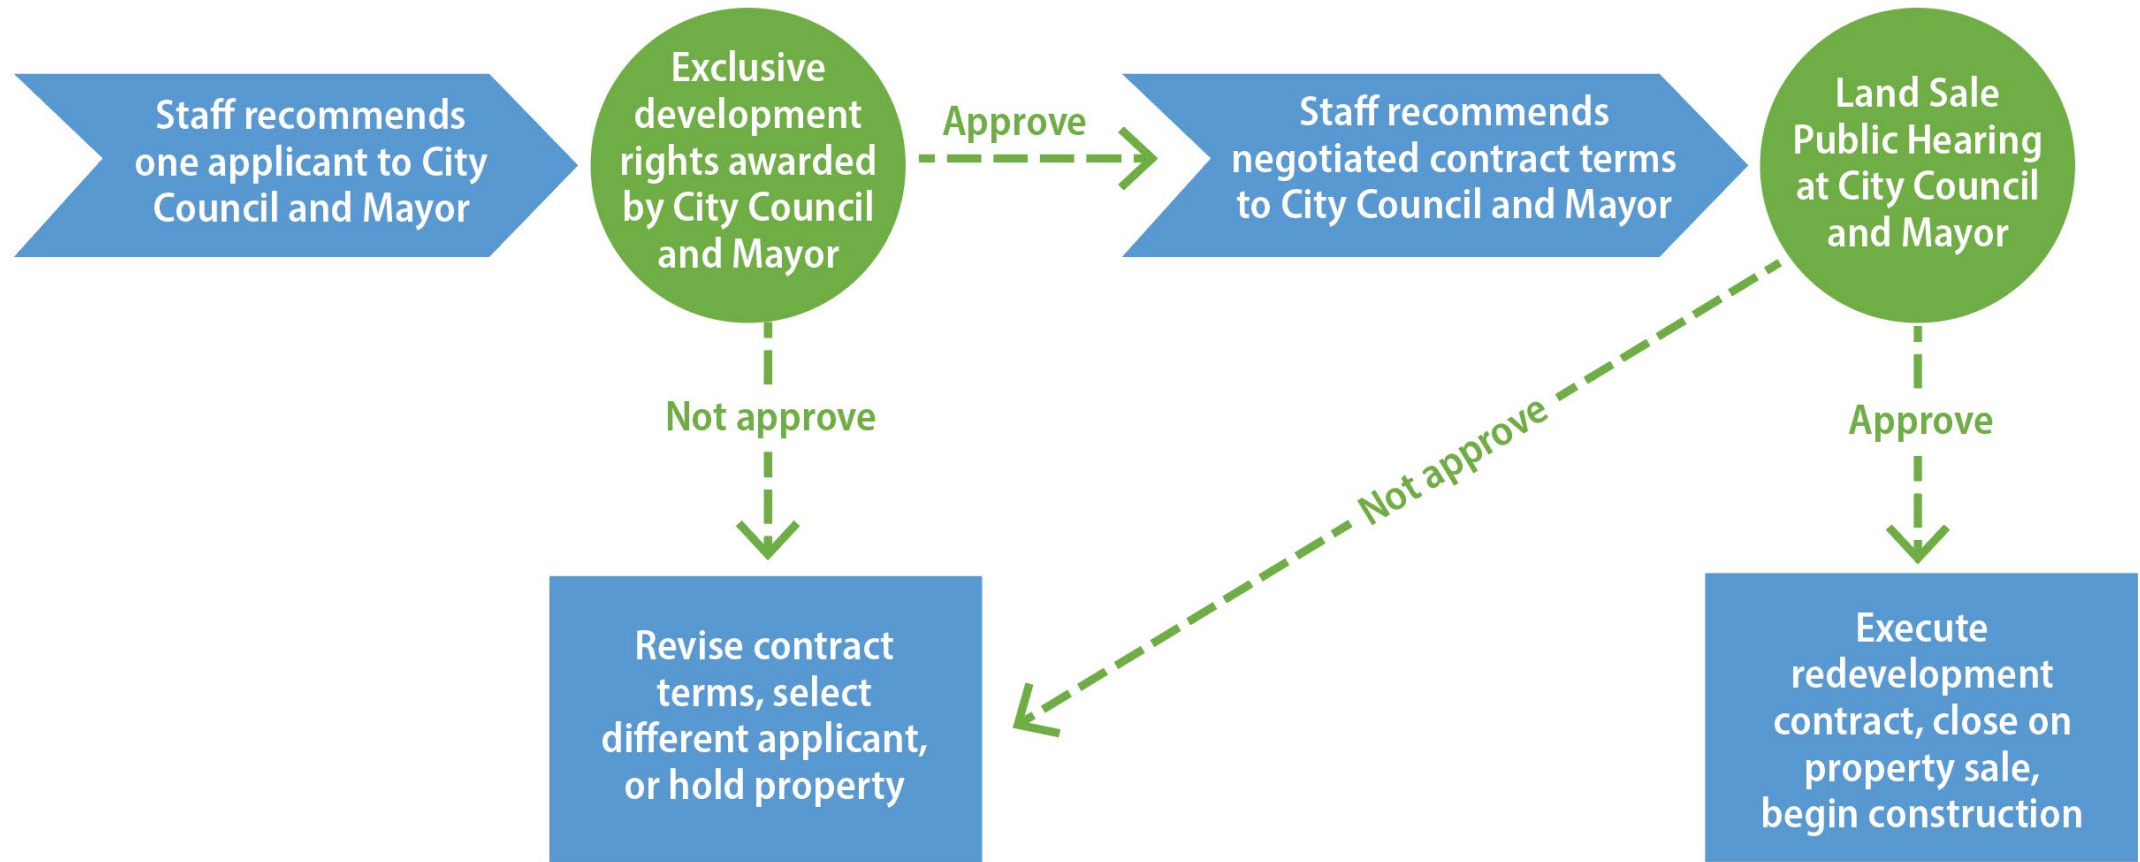 Staff recommends
one applicant to City
Council and Mayor
Exclusive
development
rights awarded
by City Council
and Mayor
Approve
Staff recommends
negotiated contract terms
to City Council and Mayor
Land Sale
Public Hearing
at City Council
and Mayor
Not approve
Not approve
Approve
Revise contract
terms, select
different applicant,
or hold property
Execute
redevelopment
contract, close on
property sale,
begin construction